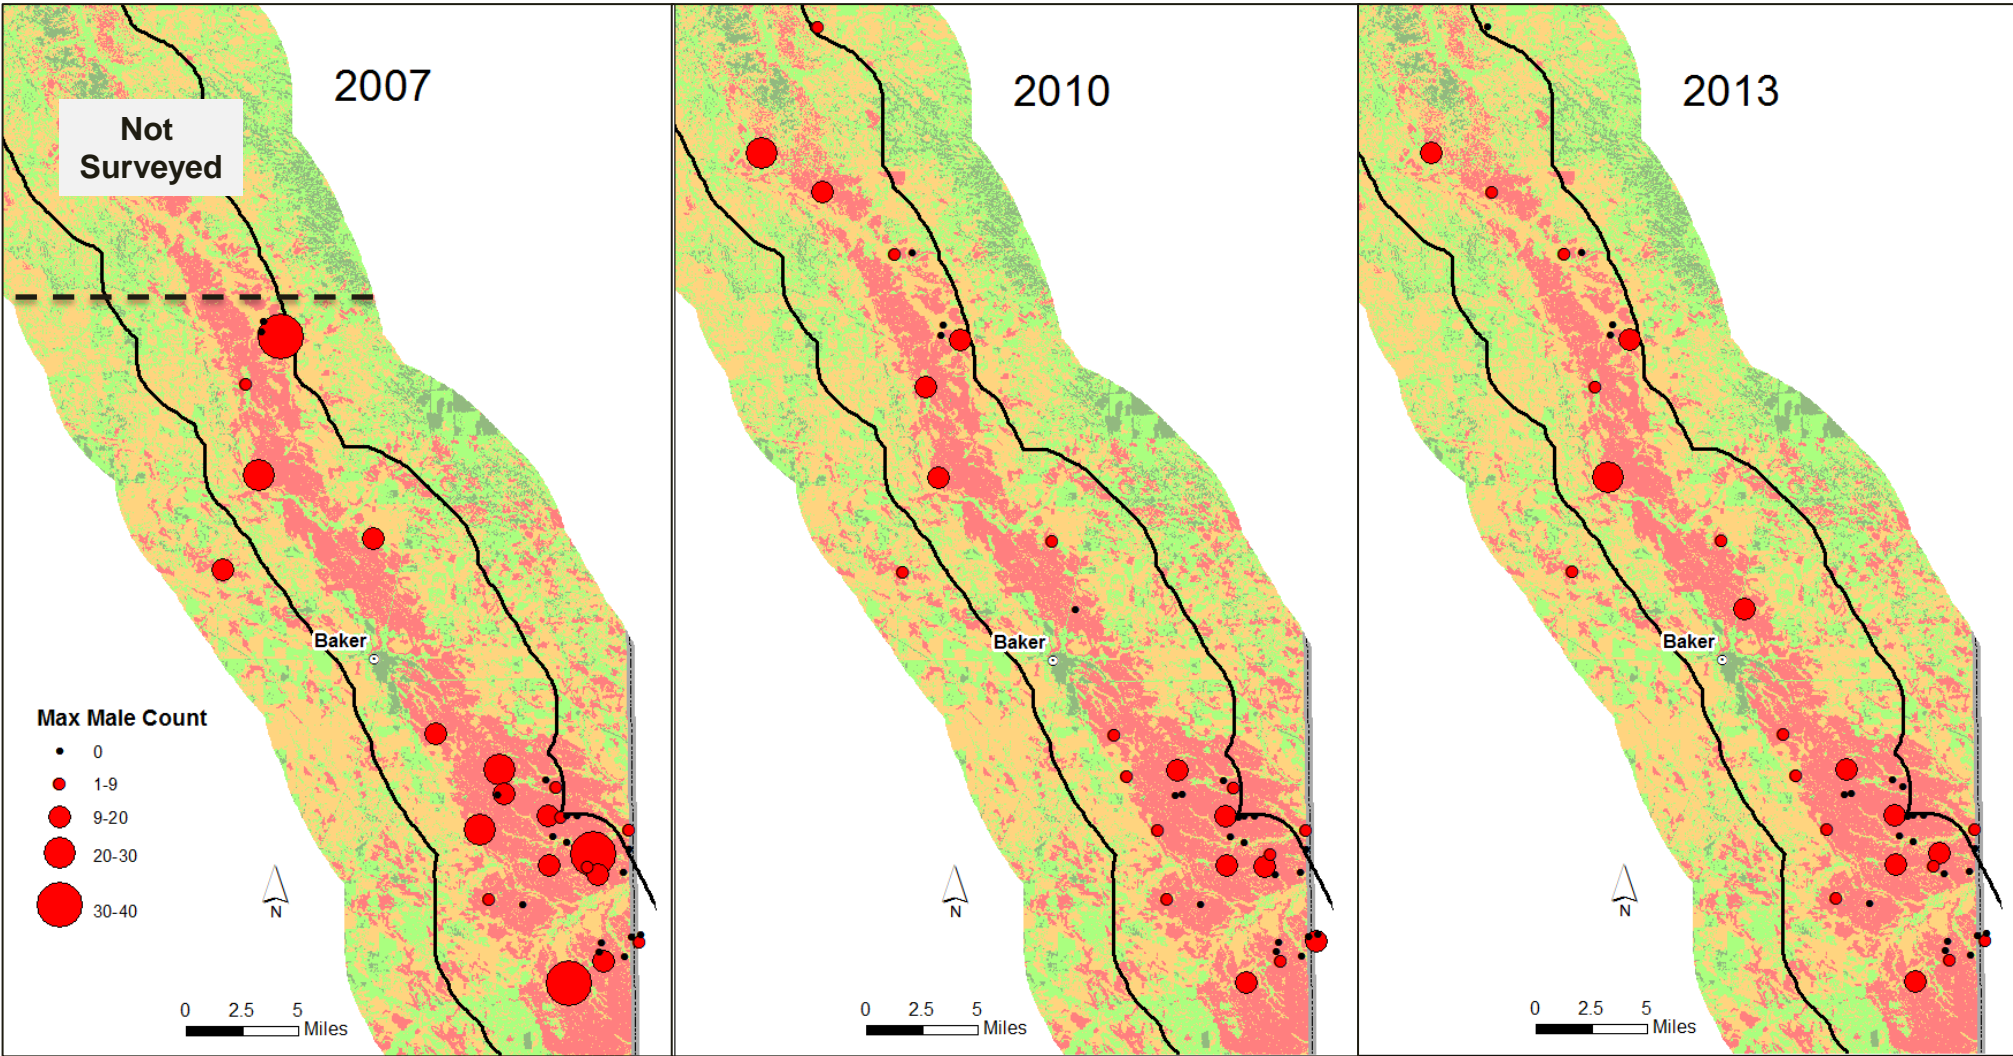 2007
Not
Surveyed
Baker
Max Male Count
0
1-9
9-20
20-30
30-40
N
0 2.5 5
Miles
2010
Baker
N
0 2.5 5
Miles
2013
Baker
N
0 2.5 5
Miles